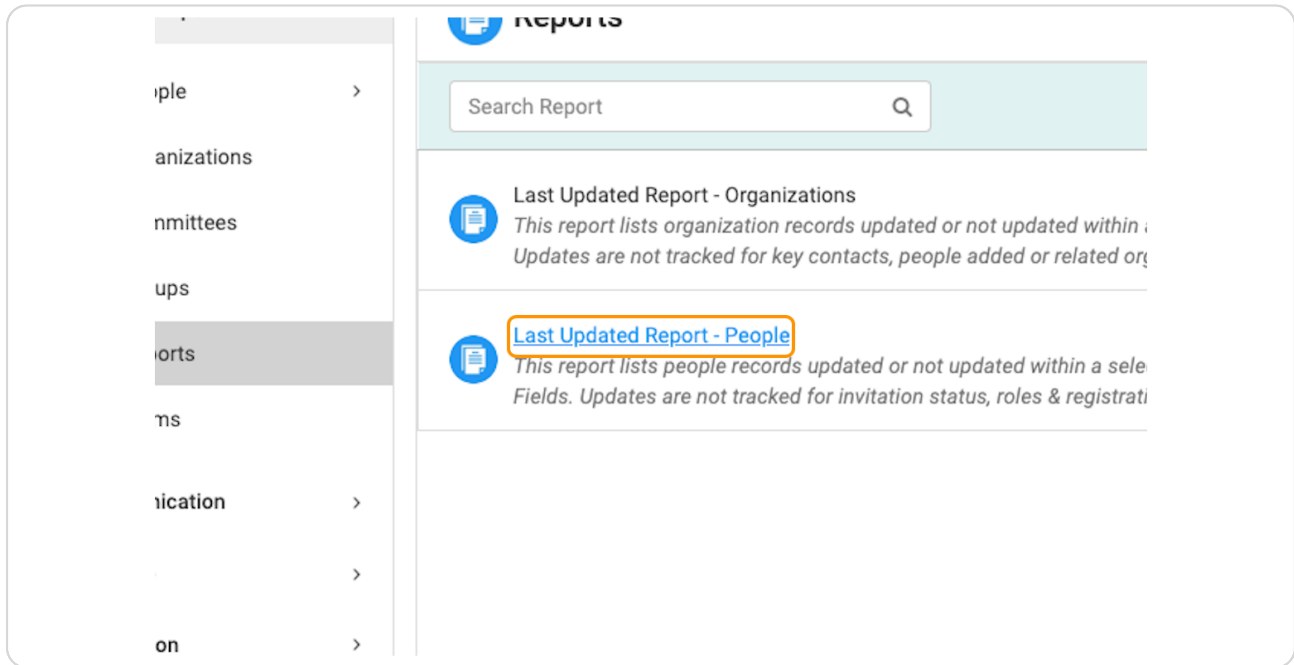 Reports
ople
anizations
mmittees
ups
orts
ms
nication
on
Search Report
Last Updated Report - Organizations
This report lists organization records updated or not updated within
Updates are not tracked for key contacts, people added or related org
Last Updated Report - People
This report lists people records updated or not updated within a sele
Fields. Updates are not tracked for invitation status, roles & registrati